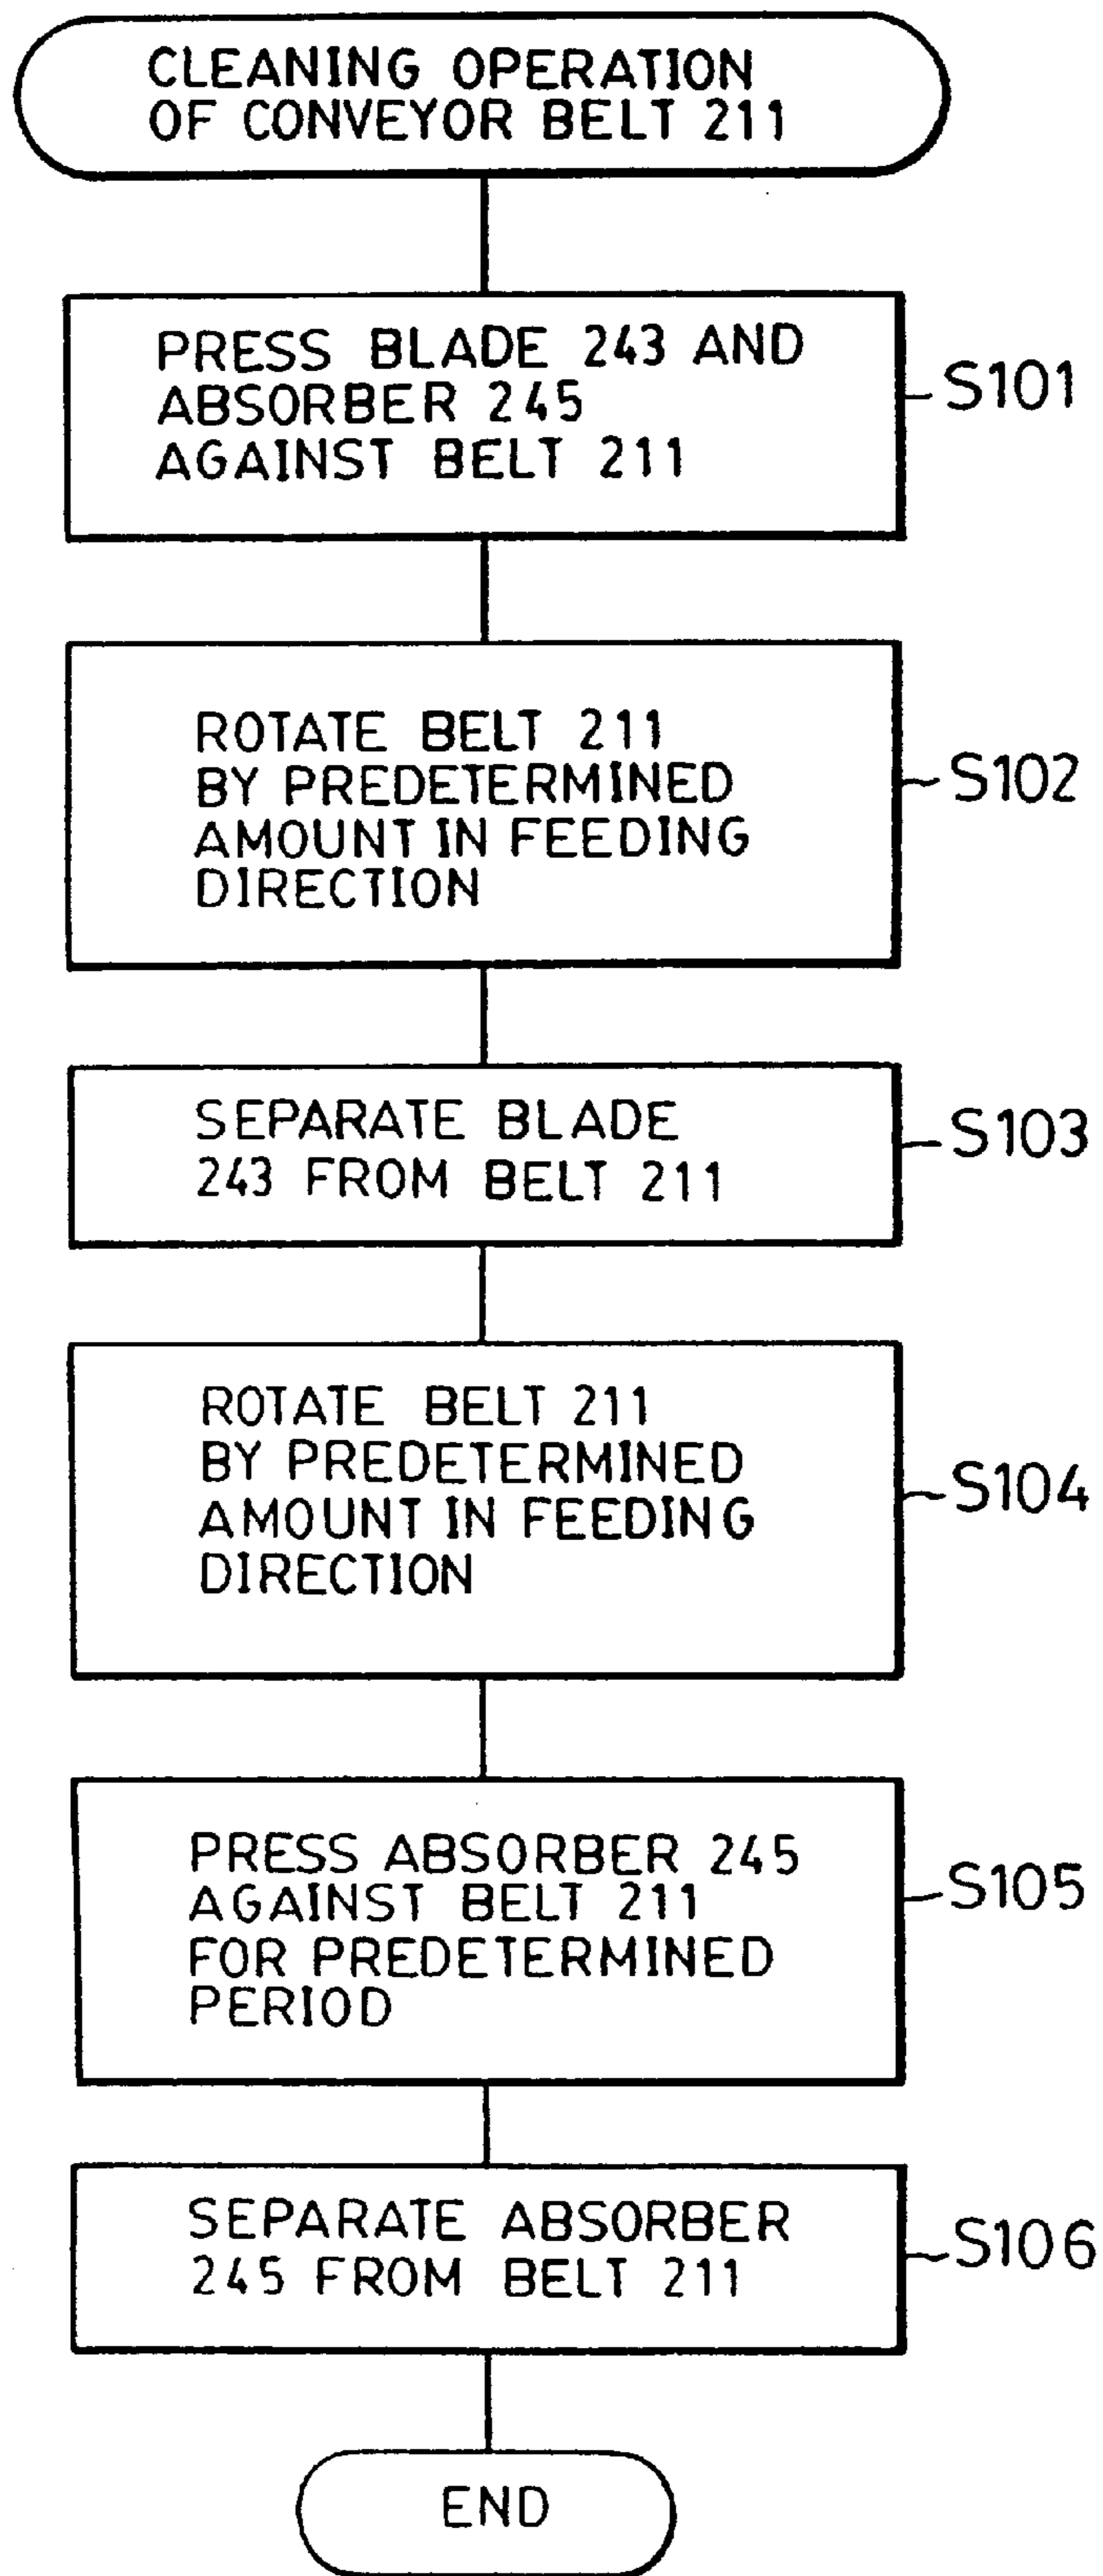 CLEANING OPERATION
OF CONVEYOR BELT 211
PRESS BLADE 243 AND
ABSORBER 245
AGAINST BELT 211
S101
ROTATE BELT 211
BY PREDETERMINED
AMOUNT IN FEEDING
DIRECTION
S102
SEPARATE BLADE
243 FROM BELT 211
S103
ROTATE BELT 211
BY PREDETERMINED
AMOUNT IN FEEDING
DIRECTION
S104
PRESS ABSORBER 245
AGAINST BELT 211
FOR PREDETERMINED
PERIOD
S105
SEPARATE ABSORBER
245 FROM BELT 211
S106
END